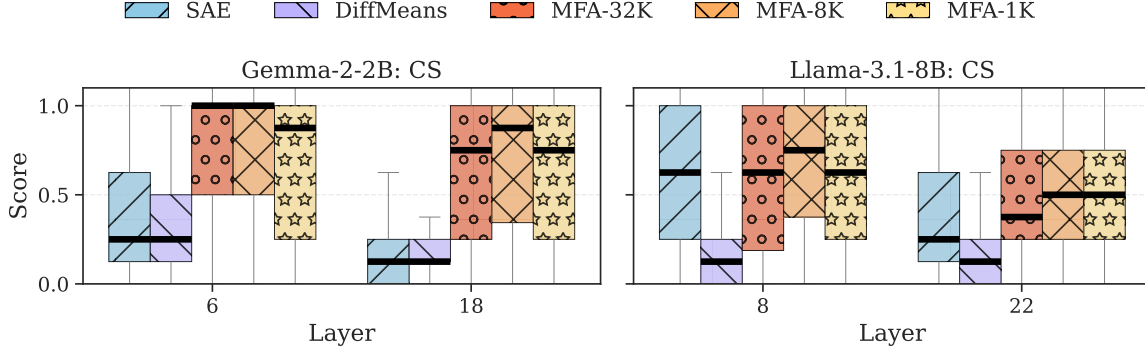 SAE DiffMeans MFA-32K MFA-8K MFA-1K
Gemma-2-2B: CS Llama-3.1-8B: CS
1.0
0.5
0.0
Score
6 18 8 22
Layer Layer